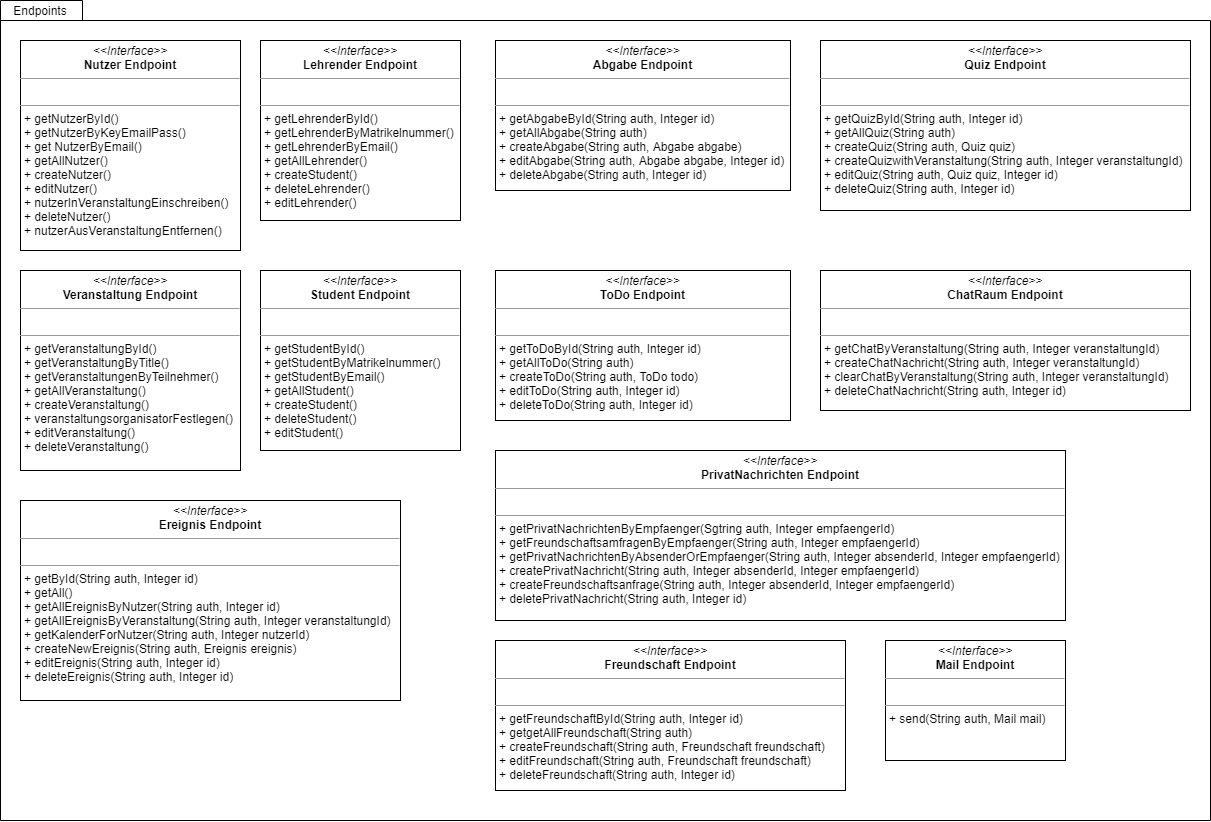 Endpoints
<<Interface>>
Nutzer Endpoint
+ getNutzerById()
+ getNutzerByKeyEmailPass()
+ get NutzerByEmail()
+ getAllNutzer()
+ createNutzer()
+ editNutzer()
+ nutzerInVeranstaltungEinschreiben()
+ deleteNutzer()
+ nutzerAusVeranstaltungEntfernen()
<<Interface>>
Lehrender Endpoint
+ getLehrenderById()
+ getLehrenderByMatrikelnummer()
+ getLehrenderByEmail()
+ getAllLehrender()
+ createStudent()
+ deleteLehrender()
+ editLehrender()
<<Interface>>
Abgabe Endpoint
+ getAbgabeById(String auth, Integer id)
+ getAllAbgabe(String auth)
+ createAbgabe(String auth, Abgabe abgabe)
+ editAbgabe(String auth, Abgabe abgabe, Integer id)
+ deleteAbgabe(String auth, Integer id)
<<Interface>>
Quiz Endpoint
+ getQuizById(String auth, Integer id)
+ getAllQuiz(String auth)
+ createQuiz(String auth, Quiz quiz)
+ createQuizwithVeranstaltung(String auth, Integer veranstaltungId)
+ editQuiz(String auth, Quiz quiz, Integer id)
+ deleteQuiz(String auth, Integer id)
<<Interface>>
Veranstaltung Endpoint
+ getVeranstaltungById()
+ getVeranstaltungByTitle()
+ getVeranstaltungenByTeilnehmer()
+ getAllVeranstaltung()
+ createVeranstaltung()
+ veranstaltungsorganisatorFestlegen()
+ editVeranstaltung()
+ deleteVeranstaltung()
<<Interface>>
Student Endpoint
+ getStudentById()
+ getStudentByMatrikelnummer()
+ getStudentByEmail()
+ getAllStudent()
+ createStudent()
+ deleteStudent()
+ editStudent()
<<Interface>>
ToDo Endpoint
+ getToDoById(String auth, Integer id)
+ getAllToDo(String auth)
+ createToDo(String auth, ToDo todo)
+ editToDo(String auth, Integer id)
+ deleteToDo(String auth, Integer id)
<<Interface>>
ChatRaum Endpoint
+ getChatByVeranstaltung(String auth, Integer veranstaltungId)
+ createChatNachricht(String auth, Integer veranstaltungId)
+ clearChatByVeranstaltung(String auth, Integer veranstaltungId)
+ deleteChatNachricht(String auth, Integer id)
<<Interface>>
PrivatNachrichten Endpoint
+ getPrivatNachrichtenByEmpfaenger(Sgtring auth, Integer empfaengerId)
+ getFreundschaftsamfragenByEmpfaenger(String auth, Integer empfaengerId)
+ getPrivatNachrichtenByAbsenderOrEmpfaenger(String auth, Integer absenderId, Integer empfaengerId)
+ createPrivatNachricht(String auth, Integer absenderId, Integer empfaengerId)
+ createFreundschaftsanfrage(String auth, Integer absenderId, Integer empfaengerId)
+ deletePrivatNachricht(String auth, Integer id)
<<Interface>>
Ereignis Endpoint
+ getById(String auth, Integer id)
+ getAll()
+ getAllEreignisByNutzer(String auth, Integer id)
+ getAllEreignisByVeranstaltung(String auth, Integer veranstaltungId)
+ getKalenderForNutzer(String auth, Integer nutzerId)
+ createNewEreignis(String auth, Ereignis ereignis)
+ editEreignis(String auth, Integer id)
+ deleteEreignis(String auth, Integer id)
<<Interface>>
Freundschaft Endpoint
+ getFreundschaftById(String auth, Integer id)
+ getgetAllFreundschaft(String auth)
+ createFreundschaft(String auth, Freundschaft freundschaft)
+ editFreundschaft(String auth, Freundschaft freundschaft)
+ deleteFreundschaft(String auth, Integer id)
<<Interface>>
Mail Endpoint
+ send(String auth, Mail mail)